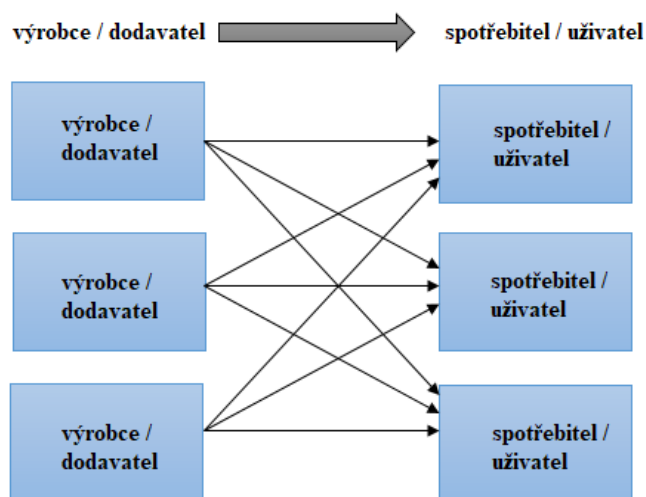 výrobce / dodavatel
spotřebitel / uživatel
výrobce /
dodavatel
spotřebitel /
uživatel
výrobce /
dodavatel
spotřebitel /
uživatel
výrobce /
dodavatel
spotřebitel /
uživatel